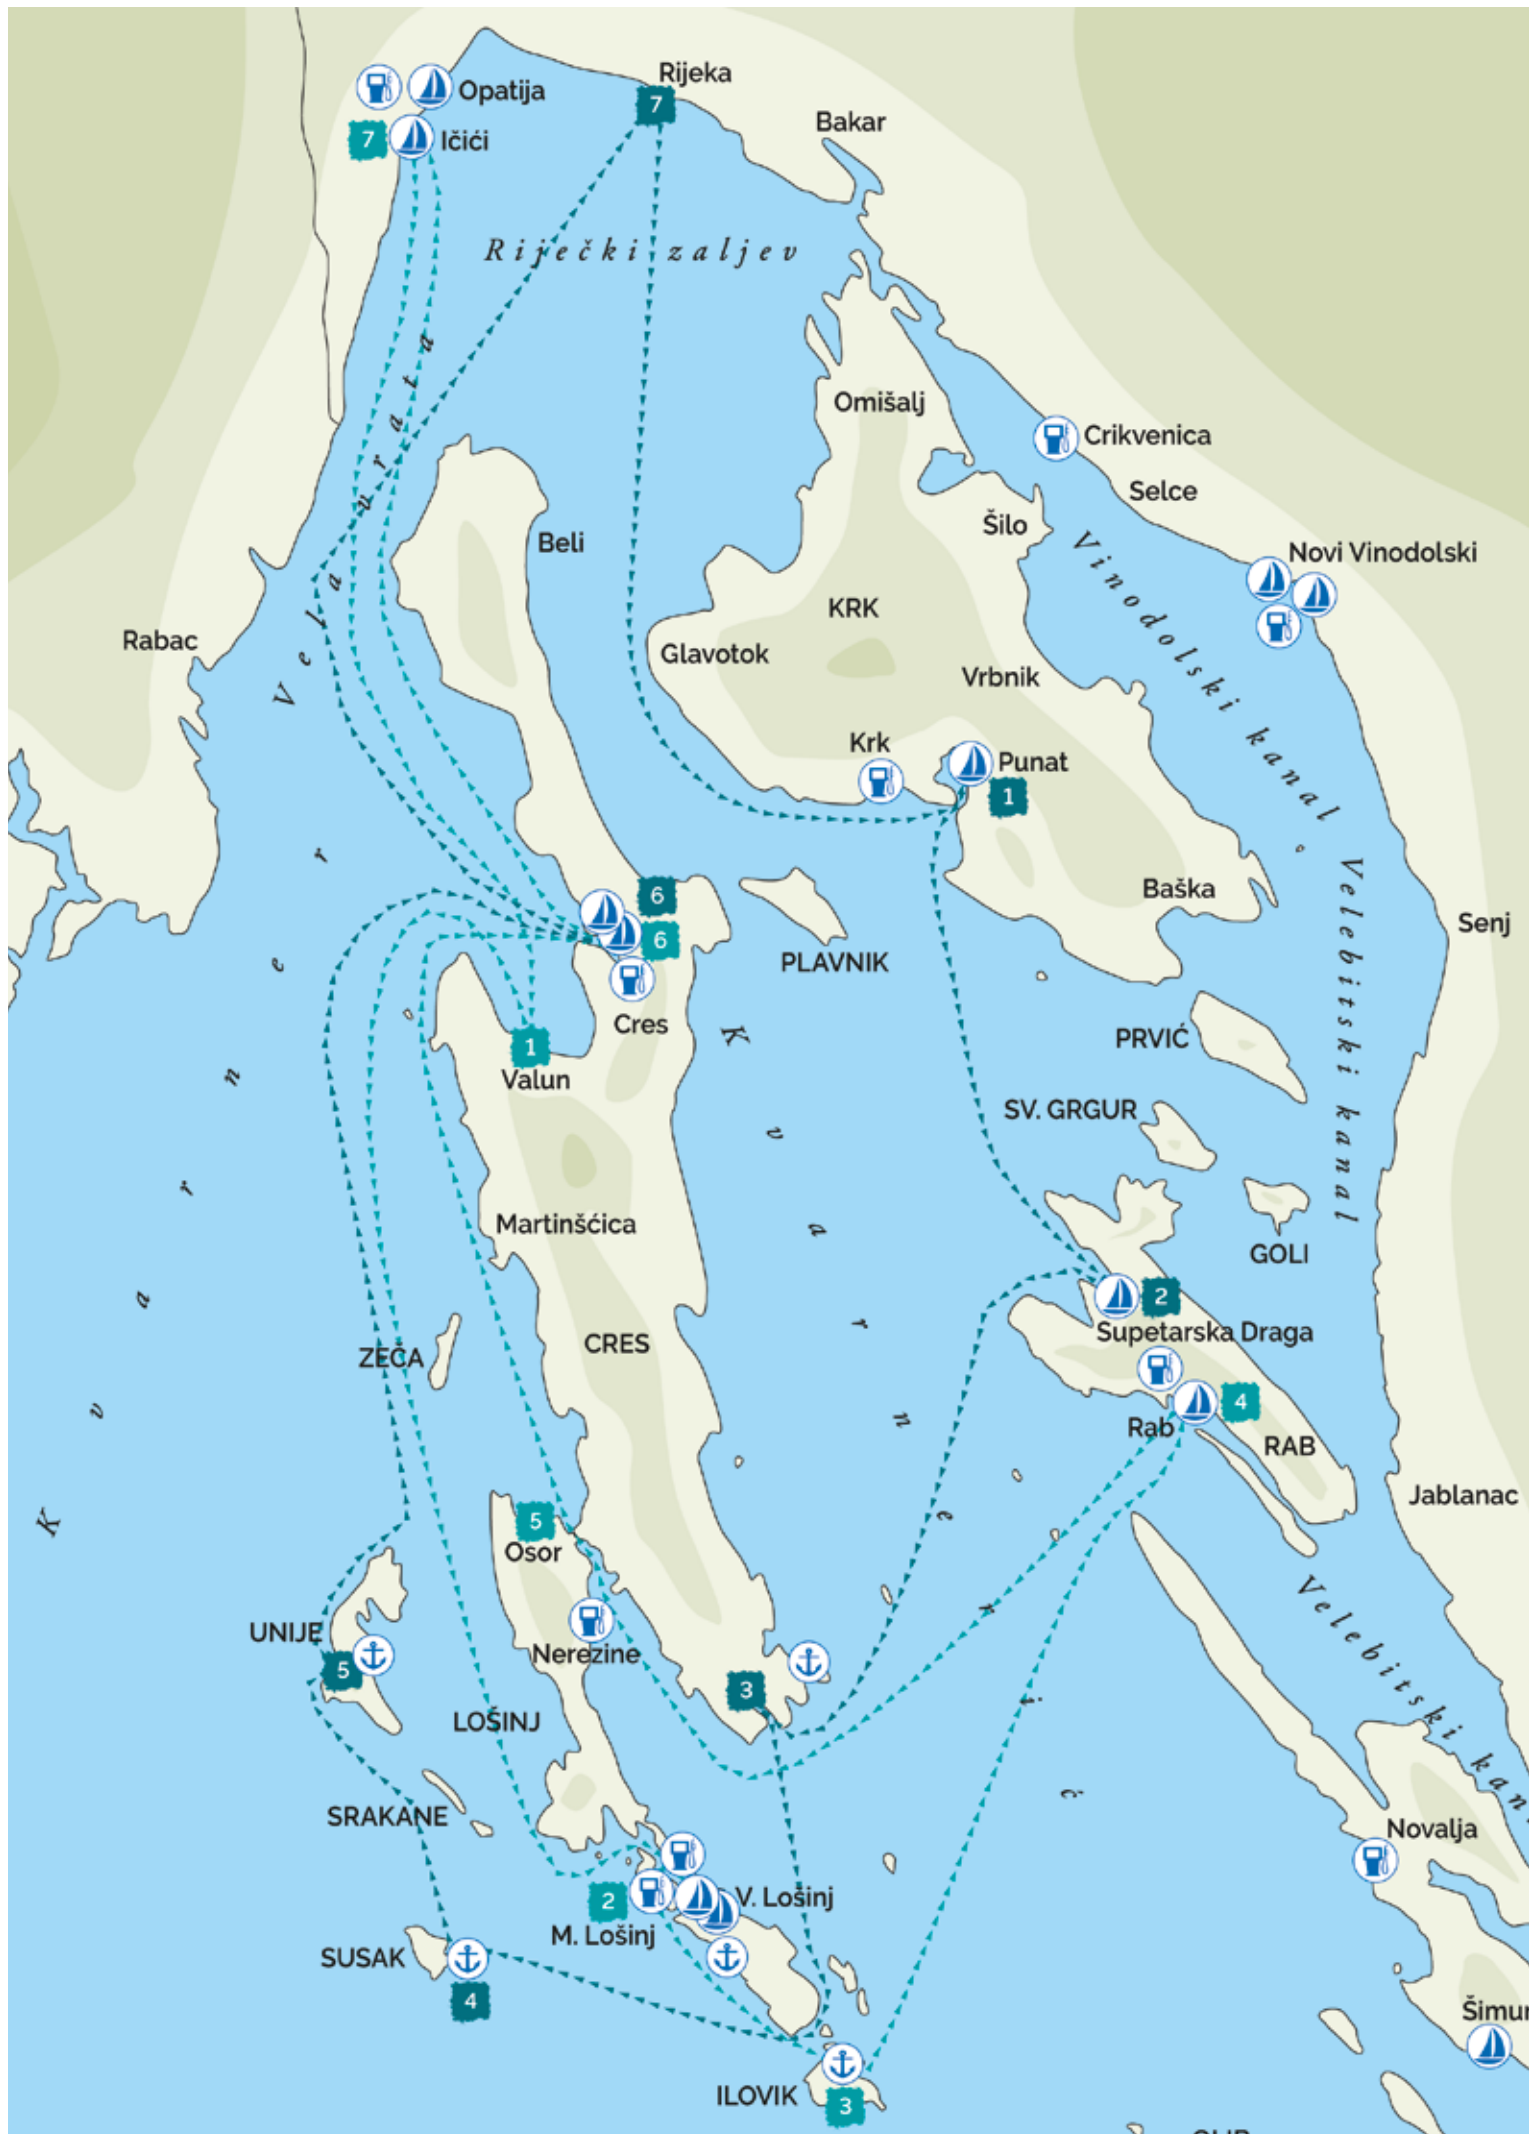 Rijeka
7
Opatija
Bakar
7
Ičići
Riječki zaljev
Omišalj
Crikvenica
Selce
Šilo
Beli
Novi Vinodolski
KRK
Vela vrata
Rabac
Glavotok
Vrbnik
Vinodolski kanal
Krk
Punat
1
Baška
6
6
Senj
PLAVNIK
Cres
1
Valun
PRVIĆ
SV. GRGUR
Velebitski kanal
Martinšćica
GOLI
2
Supetarska Draga
CRES
ZEČA
4
Rab
RAB
Kvarner
Kvarnerić
Jablanac
5
Osor
UNIJE
Nerezine
5
3
LOŠINJ
SRAKANE
Novalja
2
V. Lošinj
M. Lošinj
SUSAK
4
ILOVIK
3